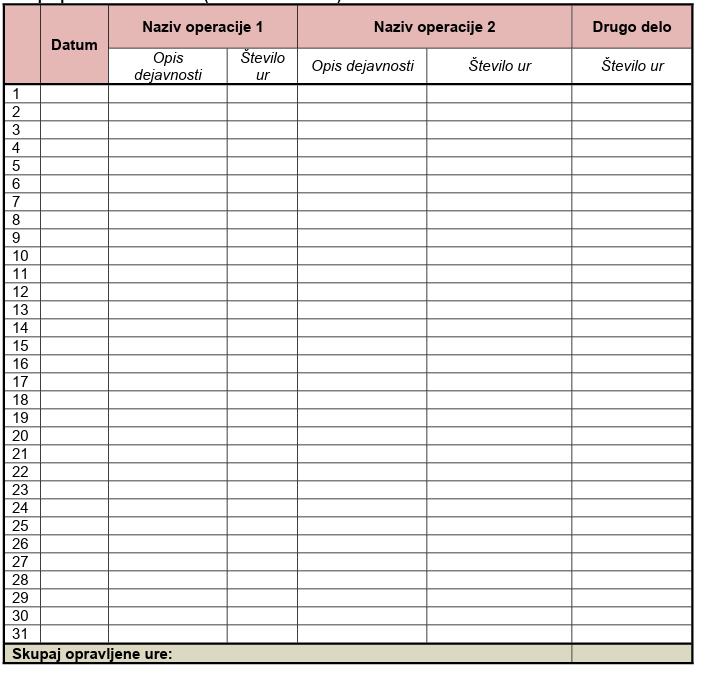 Datum
Naziv operacije 1
Naziv operacije 2
Drugo delo
Opis
dejavnosti
Število
ur
Opis dejavnosti
Število ur
Število ur
1
2
3
4
5
6
7
8
9
10
11
12
13
14
15
16
17
18
19
20
21
22
23
24
25
26
27
28
29
30
31
Skupaj opravljene ure: